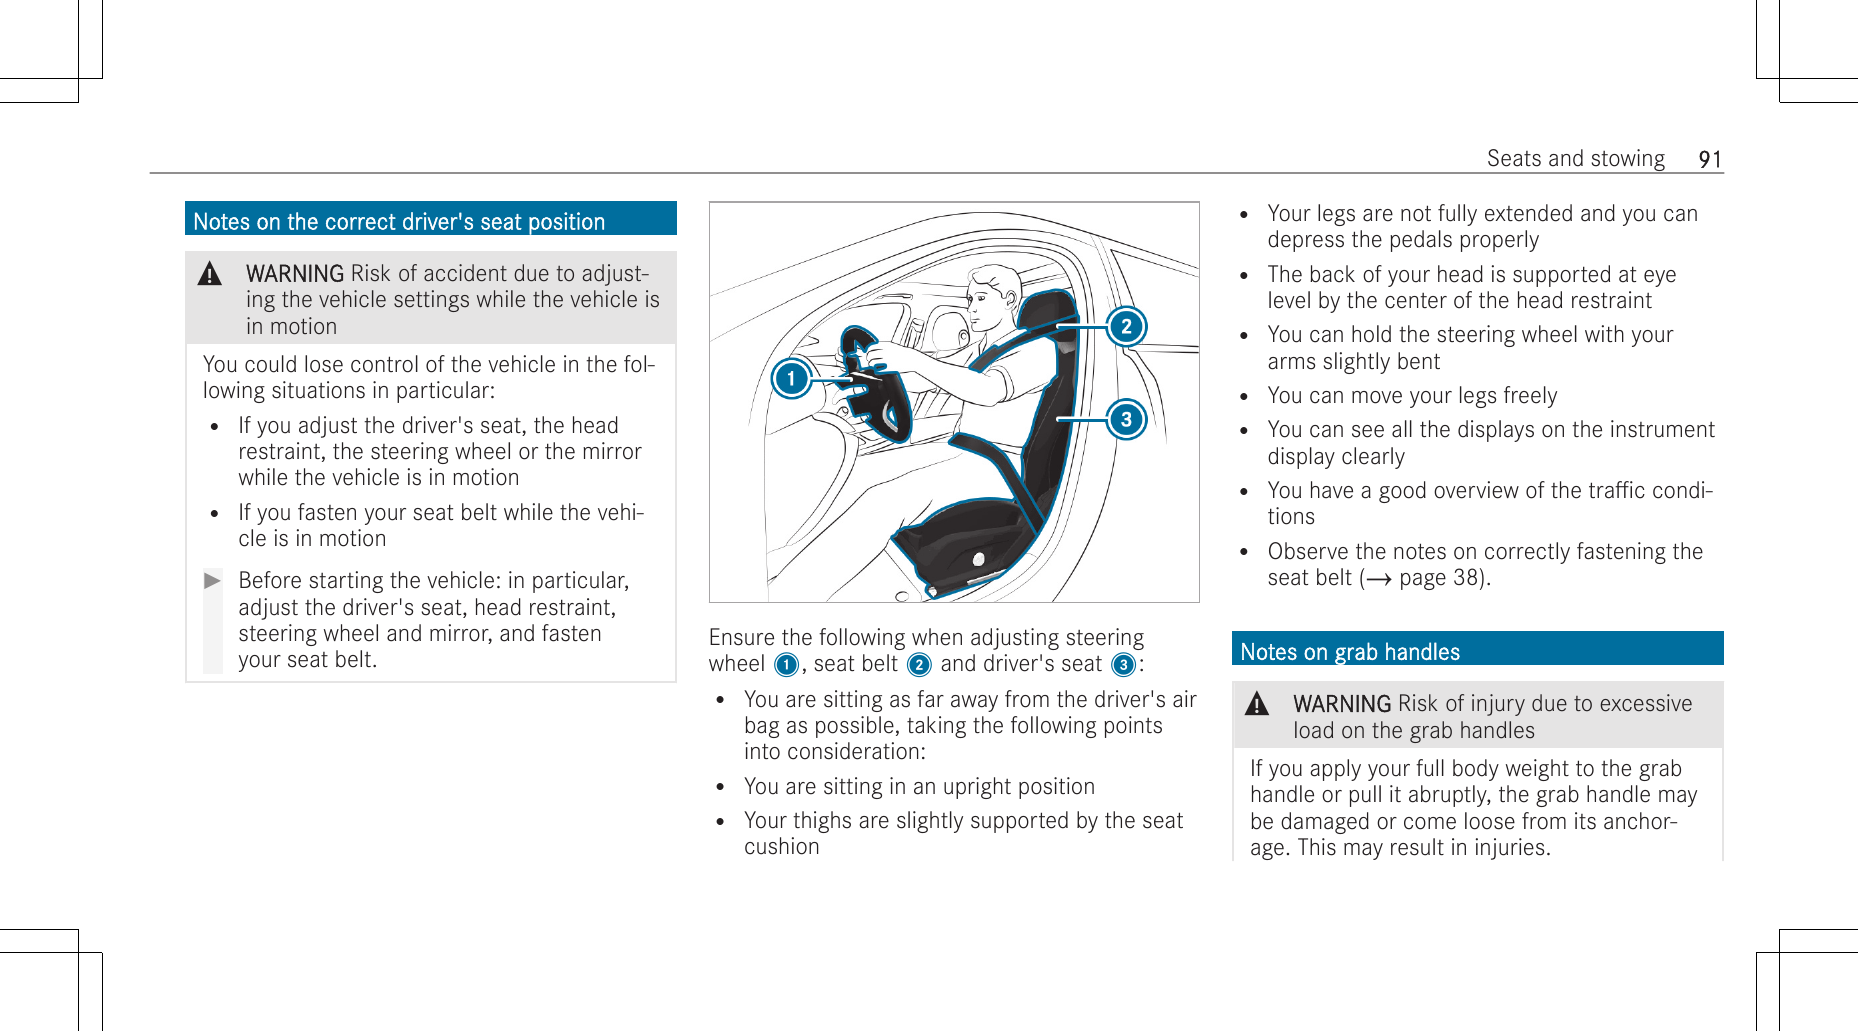 Seats and stowing 91
Notes on the correct driver's seat position
WARNING Risk of accident due to adjust-
ing the vehicle settings while the vehicle is
in motion
You could lose control of the vehicle in the fol-
lowing situations in particular:
• If you adjust the driver's seat, the head
restraint, the steering wheel or the mirror
while the vehicle is in motion
• If you fasten your seat belt while the vehi-
cle is in motion
▶ Before starting the vehicle: in particular,
adjust the driver's seat, head restraint,
steering wheel and mirror, and fasten
your seat belt.
1
2
3
Ensure the following when adjusting steering
wheel 1, seat belt 2 and driver's seat 3:
• You are sitting as far away from the driver's air
bag as possible, taking the following points
into consideration:
• You are sitting in an upright position
• Your thighs are slightly supported by the seat
cushion
• Your legs are not fully extended and you can
depress the pedals properly
• The back of your head is supported at eye
level by the center of the head restraint
• You can hold the steering wheel with your
arms slightly bent
• You can move your legs freely
• You can see all the displays on the instrument
display clearly
• You have a good overview of the traffic condi-
tions
• Observe the notes on correctly fastening the
seat belt (→ page 38).
Notes on grab handles
WARNING Risk of injury due to excessive
load on the grab handles
If you apply your full body weight to the grab
handle or pull it abruptly, the grab handle may
be damaged or come loose from its anchor-
age. This may result in injuries.